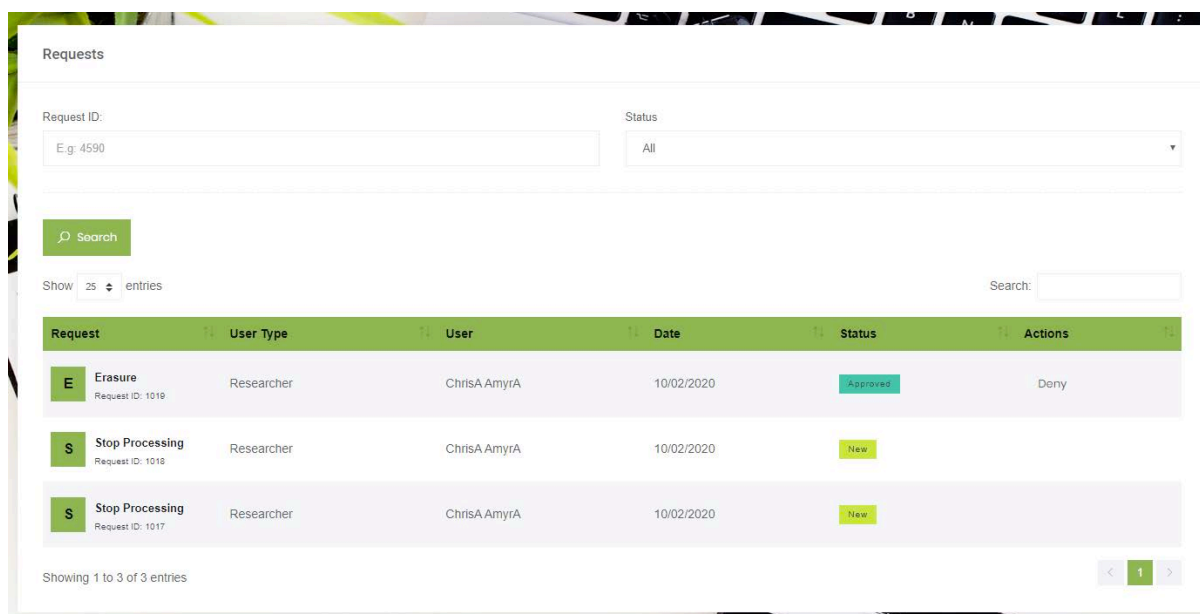 Requests
Request ID: Status
E.g: 4590 All
Search
Show 25 entries Search:
Request User Type User Date Status Actions
E Erasure Researcher ChrisA AmyrA 10/02/2020 Approved Deny
Request ID: 1019
S Stop Processing Researcher ChrisA AmyrA 10/02/2020 New
Request ID: 1018
S Stop Processing Researcher ChrisA AmyrA 10/02/2020 New
Request ID: 1017
Showing 1 to 3 of 3 entries < 1 >